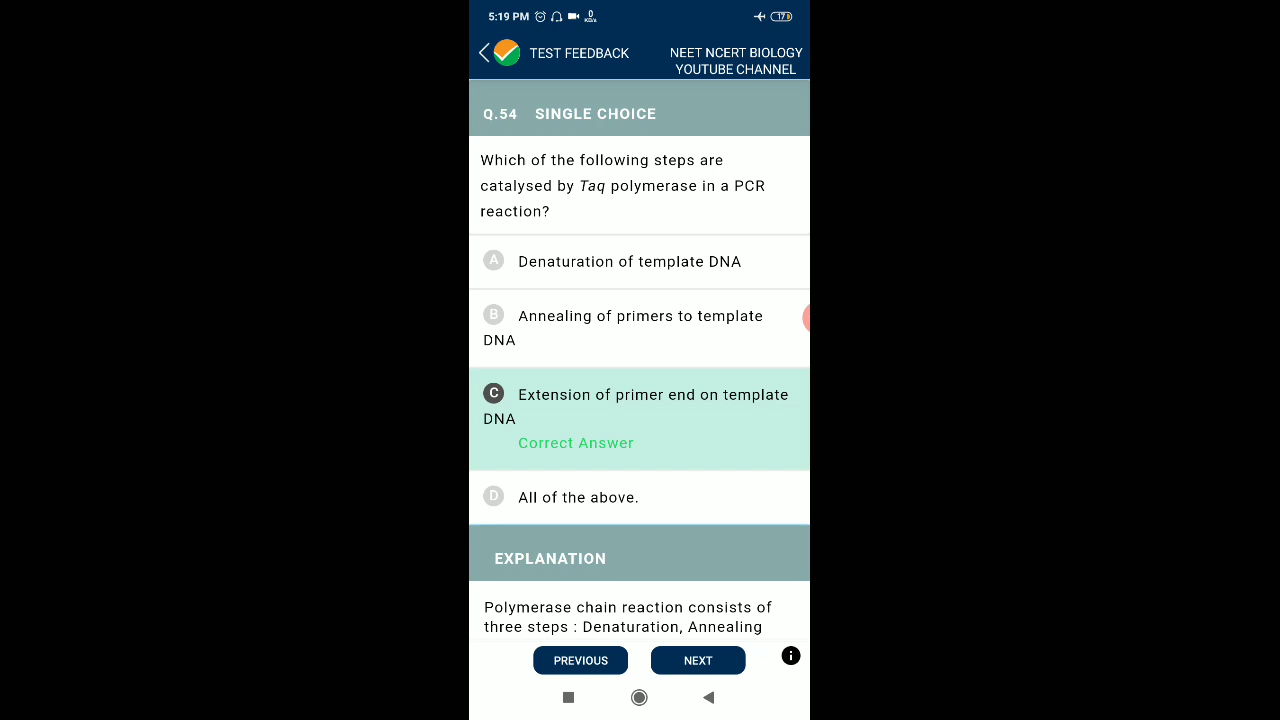 5:19 PM 0 KB/s 17
TEST FEEDBACK
NEET NCERT BIOLOGY
YOUTUBE CHANNEL
Q.54 SINGLE CHOICE
Which of the following steps are
catalysed by Taq polymerase in a PCR
reaction?
A Denaturation of template DNA
B Annealing of primers to template
DNA
C Extension of primer end on template
DNA
Correct Answer
D All of the above.
EXPLANATION
Polymerase chain reaction consists of
three steps : Denaturation, Annealing
PREVIOUS NEXT i